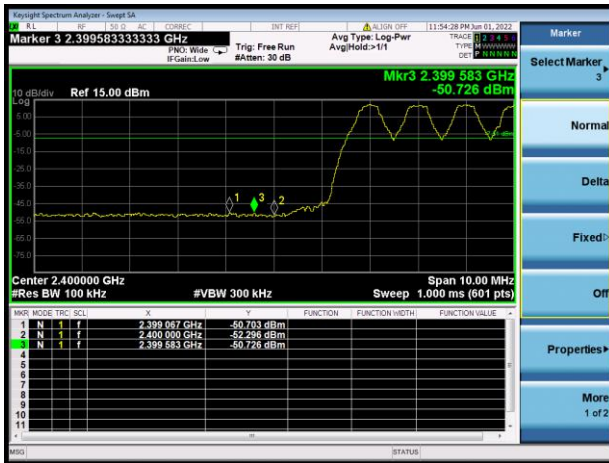 Keysight Spectrum Analyzer - Swept SA
RL RF 50 Ω AC CORREC INT REF ALIGN OFF 11:54:28 PM Jun 01, 2022
Marker 3 2.399583333333 GHz
PNO: Wide
IFGain:Low
Trig: Free Run
#Atten: 30 dB
Avg Type: Log-Pwr
Avg|Hold:>1/1
TRACE 1 2 3 4 5 6
TYPE M WWWWW
DET P NNNNN
Mkr3 2.399 583 GHz
-50.726 dBm
10 dB/div Ref 15.00 dBm
Log
5.00
-5.00
-15.0
-25.0
-35.0
-45.0
-55.0
-65.0
-75.0
1
3
2
Center 2.400000 GHz Span 10.00 MHz
#Res BW 100 kHz #VBW 300 kHz Sweep 1.000 ms (601 pts)
MKR MODE TRC SCL X Y FUNCTION FUNCTION WIDTH FUNCTION VALUE
1 N 1 f 2.399 067 GHz -50.703 dBm
2 N 1 f 2.400 000 GHz -52.296 dBm
3 N 1 f 2.399 583 GHz -50.726 dBm
4
5
6
7
8
9
10
11
MSG STATUS
Marker
Select Marker
3
Normal
Delta
Fixed
Off
Properties
More
1 of 2